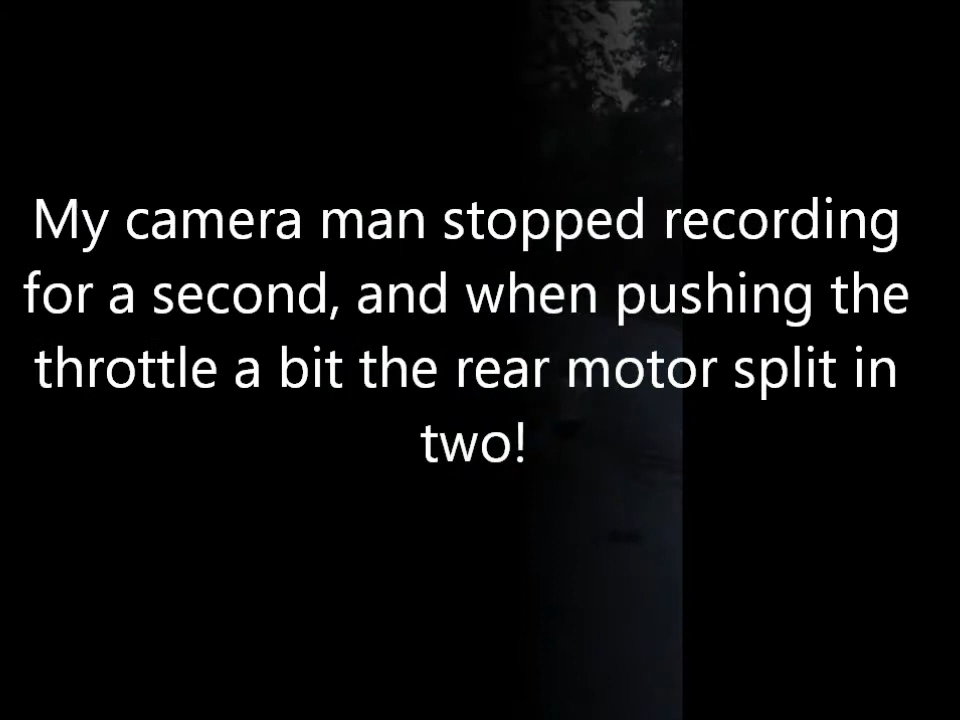 My camera man stopped recording
for a second, and when pushing the
throttle a bit the rear motor split in
two!